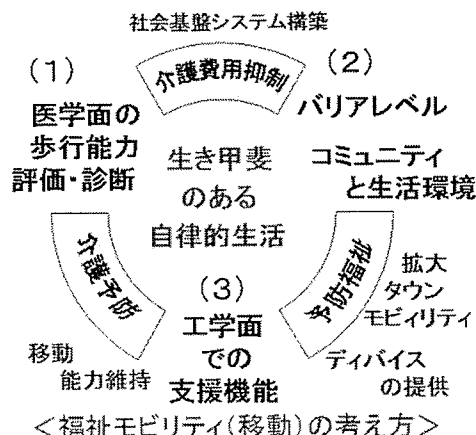 社会基盤システム構築
(1)
介護費用抑制
(2)
医学面の
歩行能力
評価・診断
バリアレベル
コミュニティ
と生活環境
生き甲斐
のある
自律的生活
介護予防
(3)
工学面
での
支援機能
予防福祉
拡大
タウン
モビィリティ
移動
能力維持
ディバイス
の提供
<福祉モビリティ(移動)の考え方>